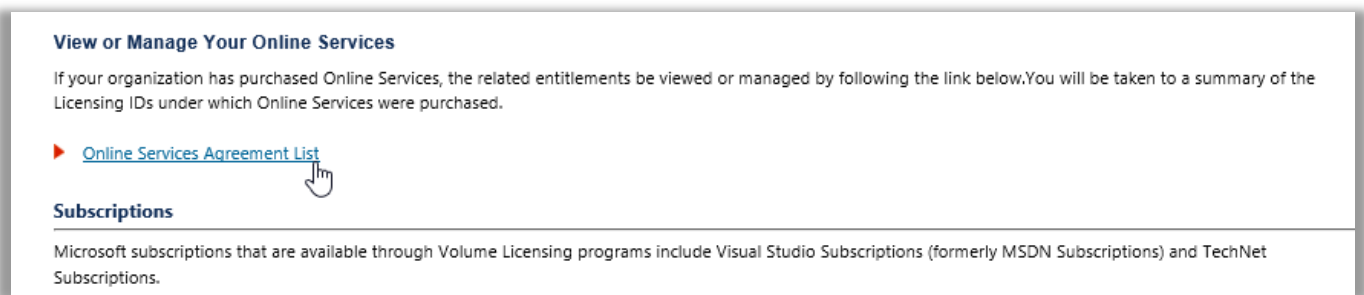 View or Manage Your Online Services
If your organization has purchased Online Services, the related entitlements be viewed or managed by following the link below.You will be taken to a summary of the
Licensing IDs under which Online Services were purchased.
Online Services Agreement List
Subscriptions
Microsoft subscriptions that are available through Volume Licensing programs include Visual Studio Subscriptions (formerly MSDN Subscriptions) and TechNet
Subscriptions.